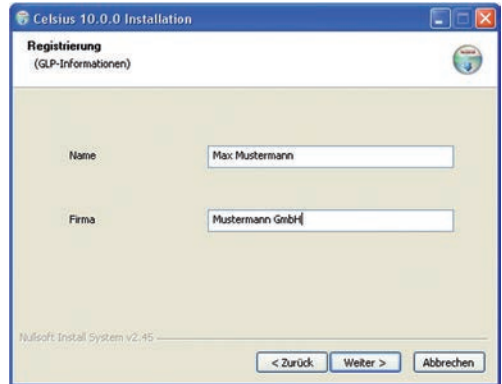 Celsius 10.0.0 Installation
Registrierung
(GLP-Informationen)
Name
Max Mustermann
Firma
Mustermann GmbH
Nullsoft Install System v2.45
< Zurück
Weiter >
Abbrechen